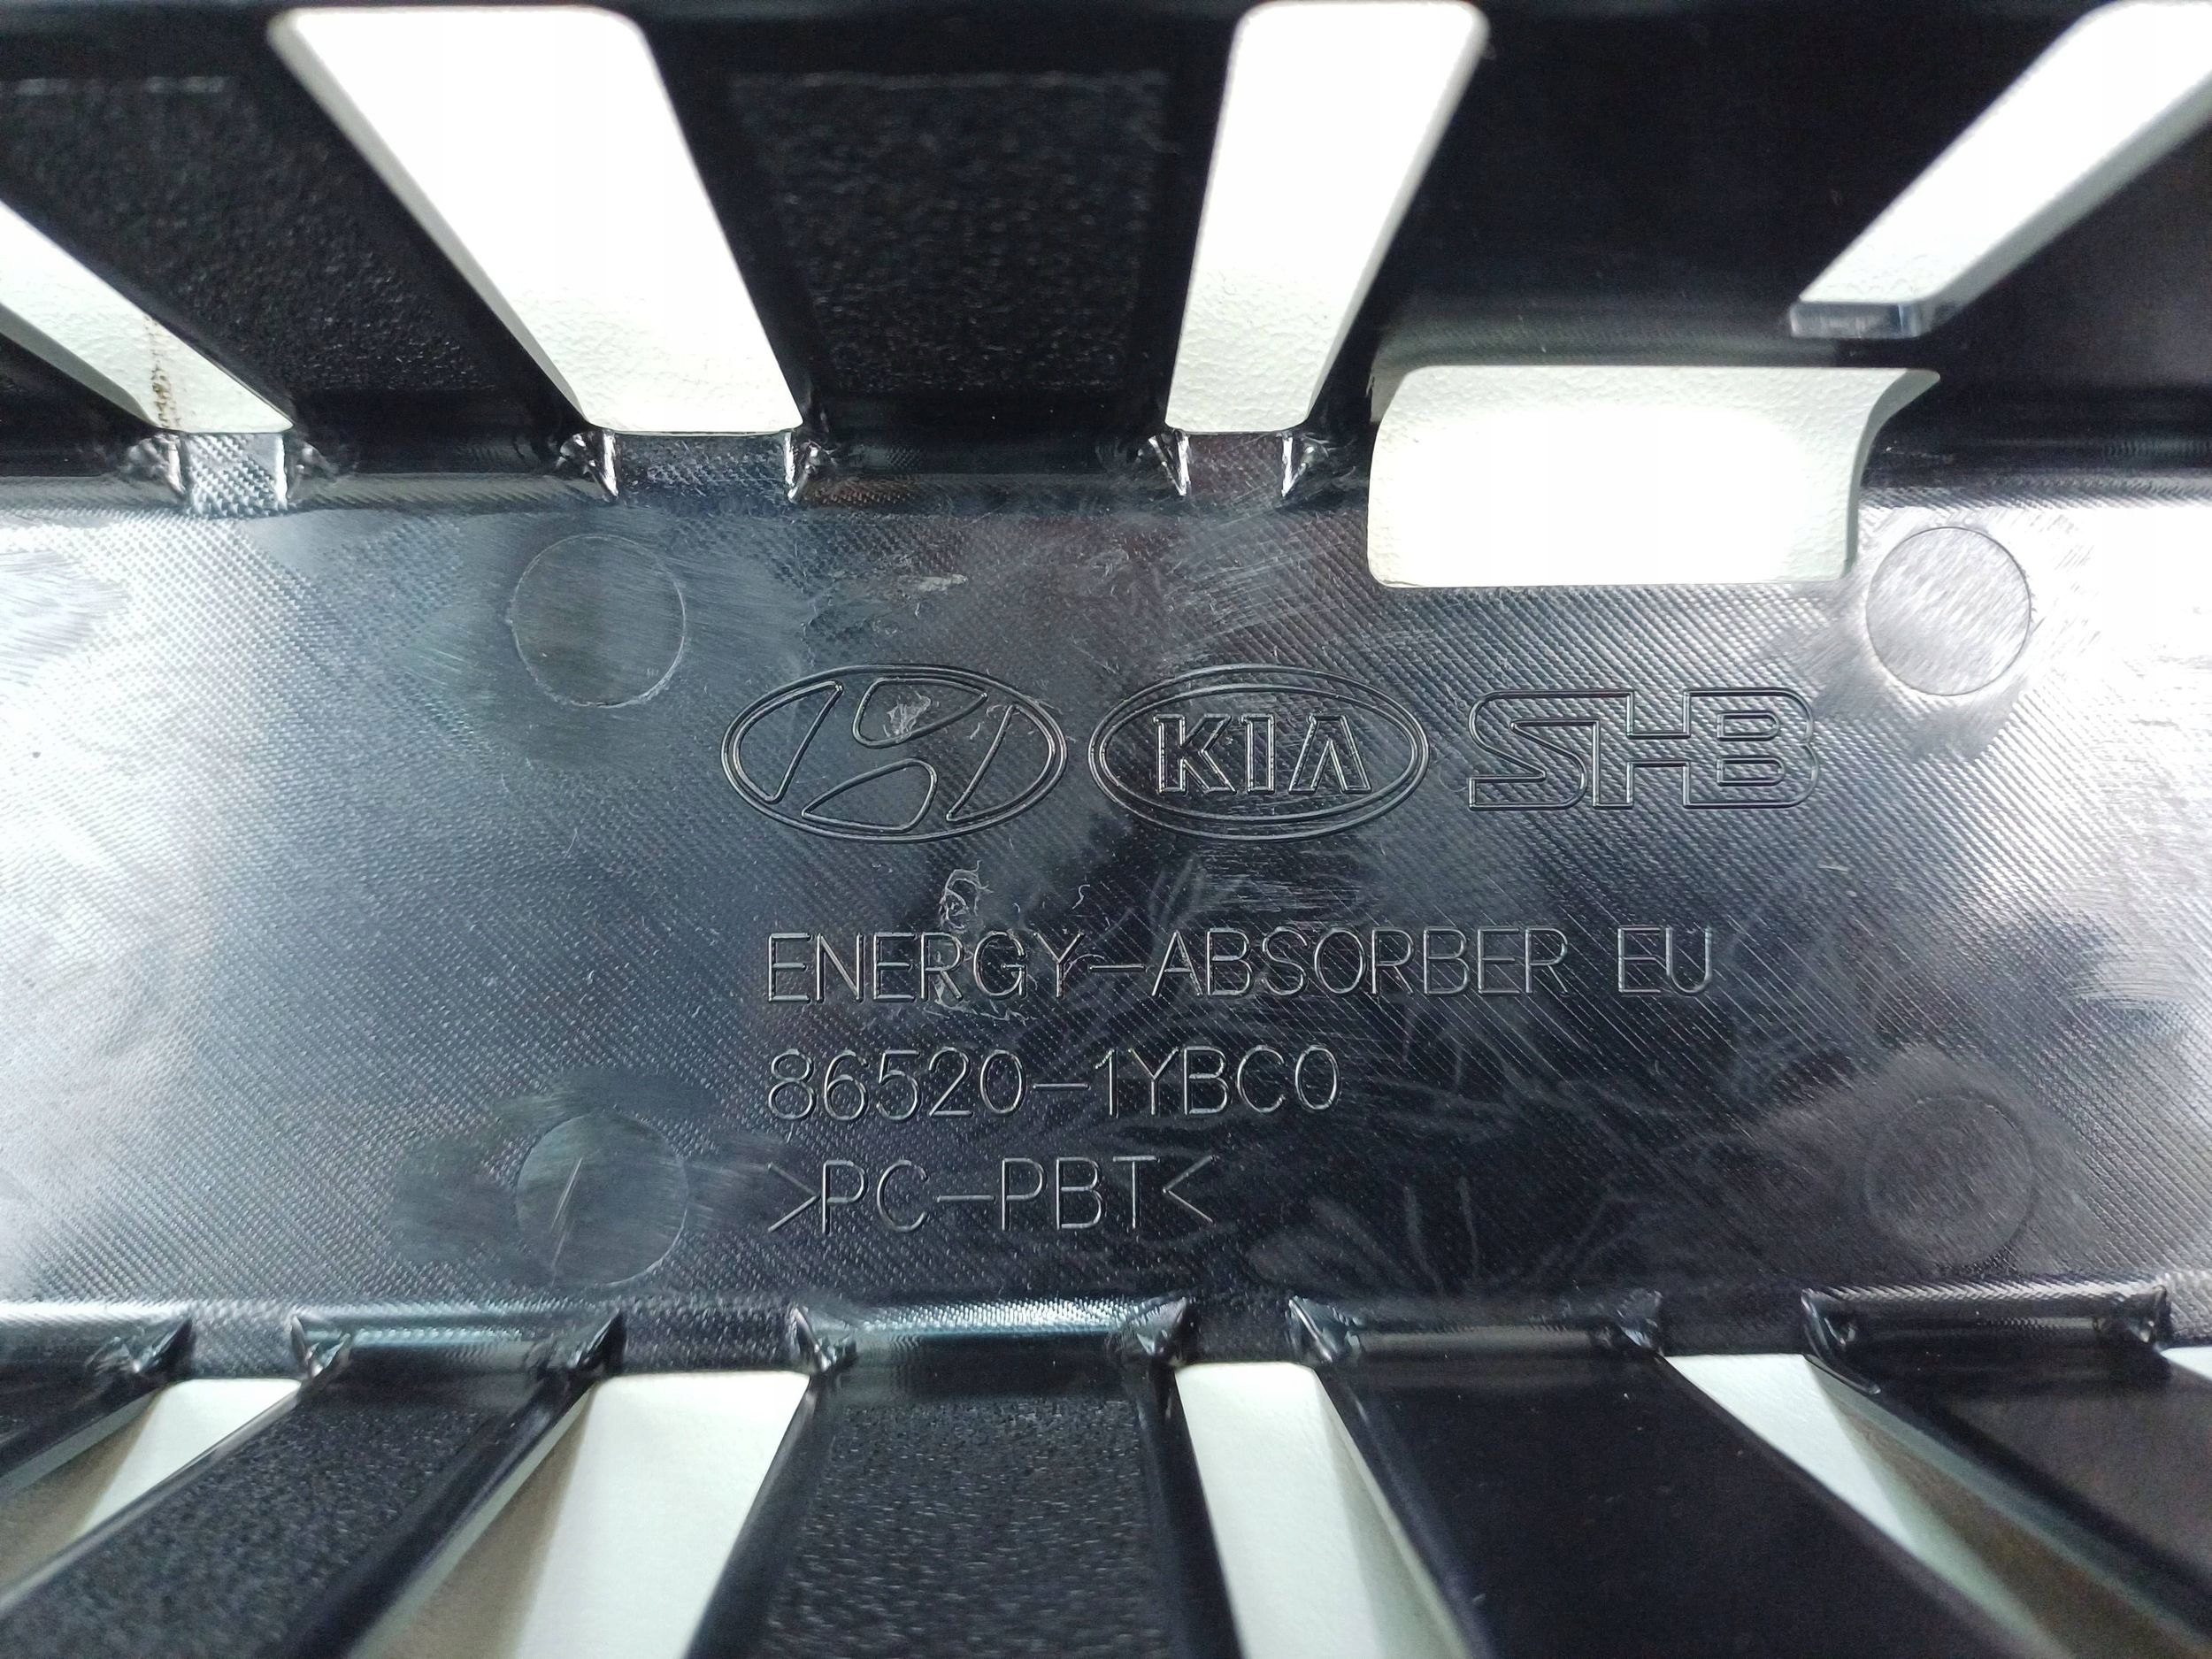 KIA SHB
ENERGY-ABSORBER EU
86520-1YBC0
>PC-PBT<